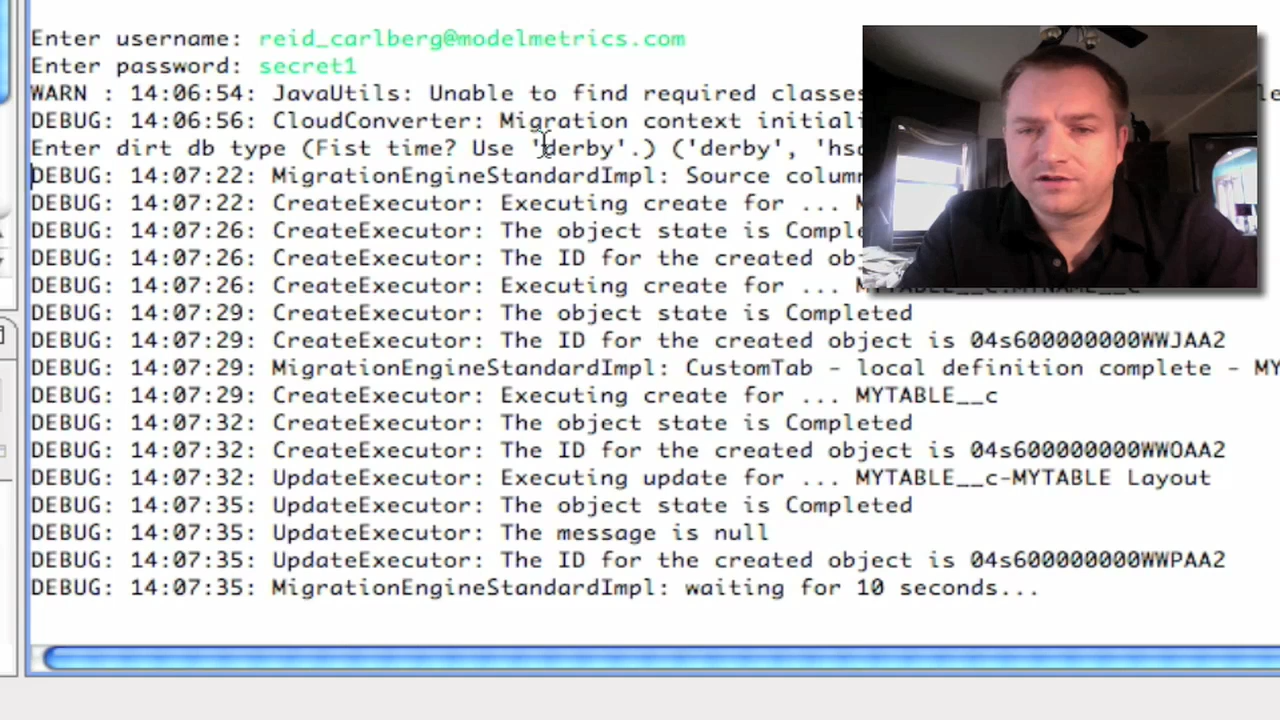 Enter username: reid_carlberg@modelmetrics.com
Enter password: secret1
WARN : 14:06:54: JavaUtils: Unable to find required classes
DEBUG: 14:06:56: CloudConverter: Migration context initiali
Enter dirt db type (Fist time? Use 'derby'.) ('derby', 'hsq
DEBUG: 14:07:22: MigrationEngineStandardImpl: Source column
DEBUG: 14:07:22: CreateExecutor: Executing create for ...
DEBUG: 14:07:26: CreateExecutor: The object state is Comple
DEBUG: 14:07:26: CreateExecutor: The ID for the created obj
DEBUG: 14:07:26: CreateExecutor: Executing create for ... MYTABLE__c.MYNAME__c
DEBUG: 14:07:29: CreateExecutor: The object state is Completed
DEBUG: 14:07:29: CreateExecutor: The ID for the created object is 04s600000000WWJAA2
DEBUG: 14:07:29: MigrationEngineStandardImpl: CustomTab - local definition complete - MY
DEBUG: 14:07:29: CreateExecutor: Executing create for ... MYTABLE__c
DEBUG: 14:07:32: CreateExecutor: The object state is Completed
DEBUG: 14:07:32: CreateExecutor: The ID for the created object is 04s600000000WWOAA2
DEBUG: 14:07:32: UpdateExecutor: Executing update for ... MYTABLE__c-MYTABLE Layout
DEBUG: 14:07:35: UpdateExecutor: The object state is Completed
DEBUG: 14:07:35: UpdateExecutor: The message is null
DEBUG: 14:07:35: UpdateExecutor: The ID for the created object is 04s600000000WWPAA2
DEBUG: 14:07:35: MigrationEngineStandardImpl: waiting for 10 seconds...